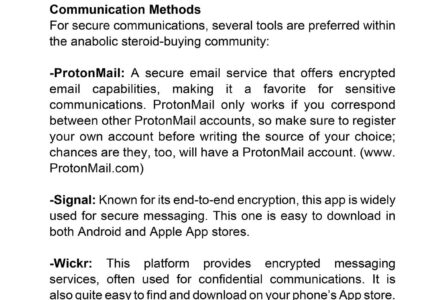 Communication Methods
For secure communications, several tools are preferred within
the anabolic steroid-buying community:
-ProtonMail: A secure email service that offers encrypted
email capabilities, making it a favorite for sensitive
communications. ProtonMail only works if you correspond
between other ProtonMail accounts, so make sure to register
your own account before writing the source of your choice;
chances are they, too, will have a ProtonMail account. (www.
ProtonMail.com)
-Signal: Known for its end-to-end encryption, this app is widely
used for secure messaging. This one is easy to download in
both Android and Apple App stores.
-Wickr: This platform provides encrypted messaging
services, often used for confidential communications. It is
also quite easy to find and download on your phone's App store.